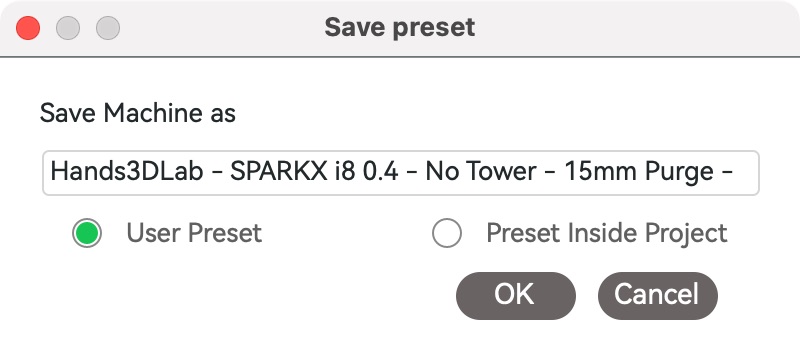 Save preset
Save Machine as
Hands3DLab - SPARKX i8 0.4 - No Tower - 15mm Purge -
User Preset
Preset Inside Project
OK
Cancel